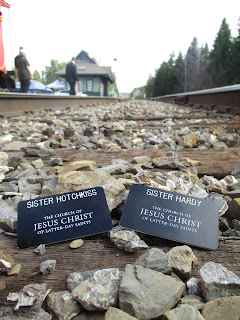 SISTER HOTCHKISS
THE CHURCH OF
JESUS CHRIST
OF LATTER-DAY SAINTS
SISTER HARDY
THE CHURCH OF
JESUS CHRIST
OF LATTER-DAY SAINTS